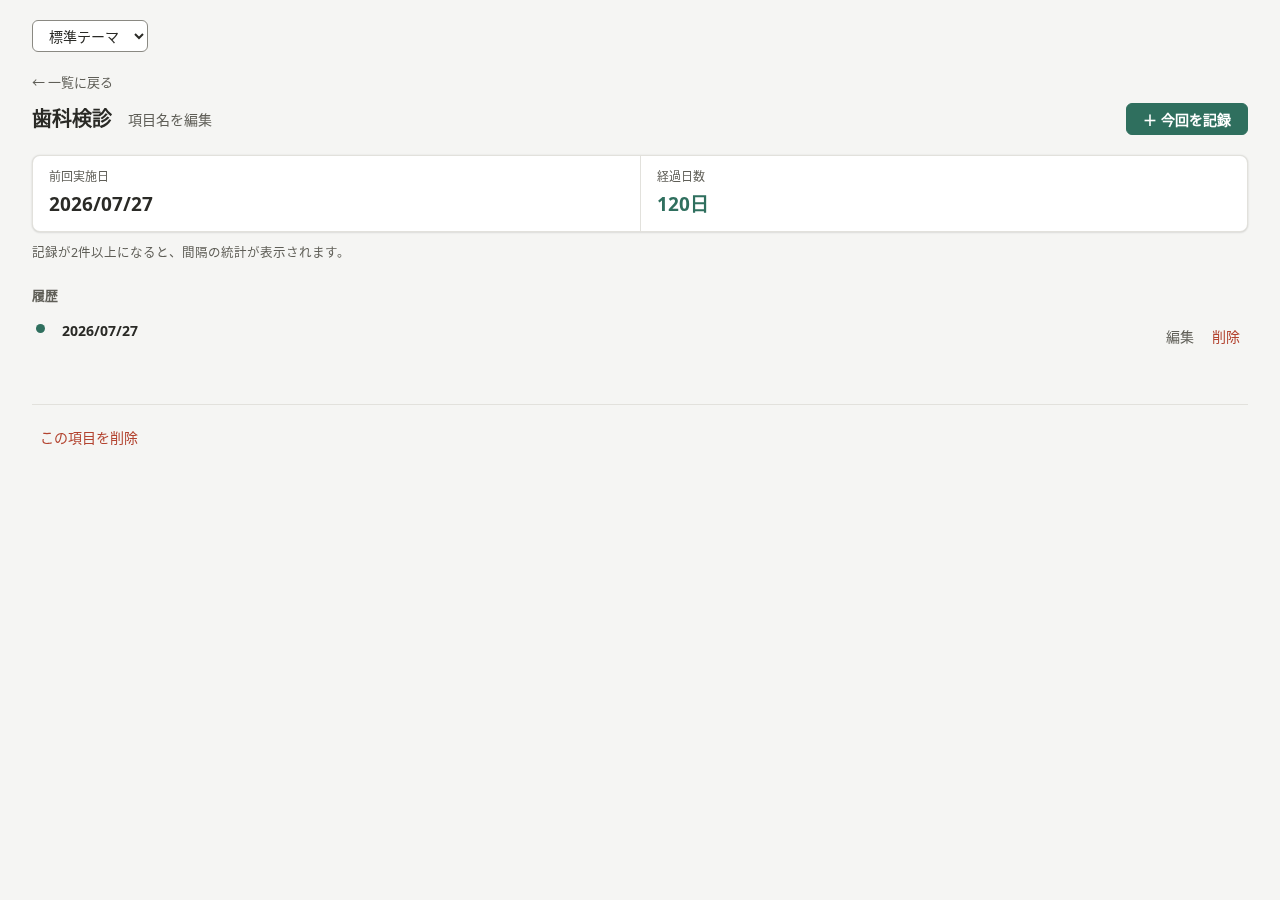 標準テーマ
← 一覧に戻る
歯科検診 項目名を編集
＋ 今回を記録
前回実施日
2026/07/27
経過日数
120日
記録が2件以上になると、間隔の統計が表示されます。
履歴
2026/07/27
編集 削除
この項目を削除